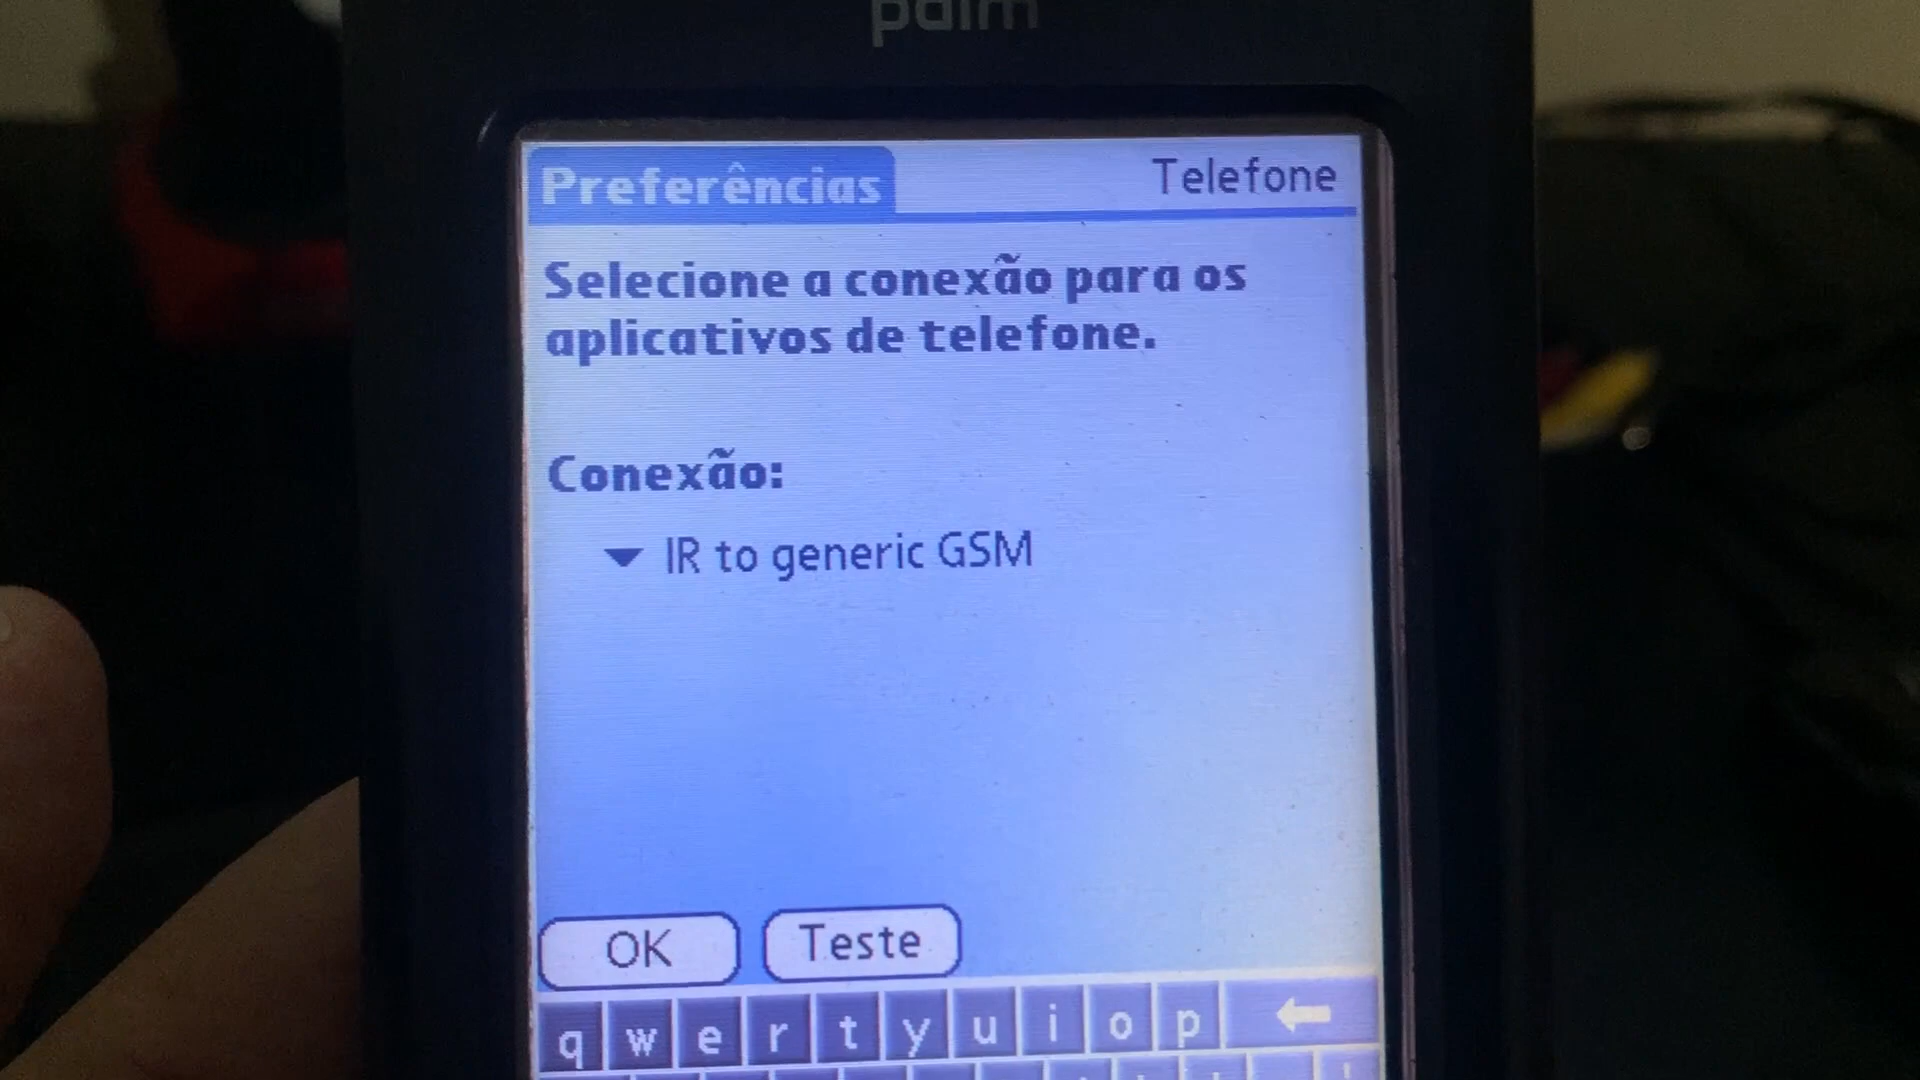 palm
Preferências
Telefone
Selecione a conexão para os
aplicativos de telefone.
Conexão:
IR to generic GSM
OK
Teste
q w e r t y u i o p